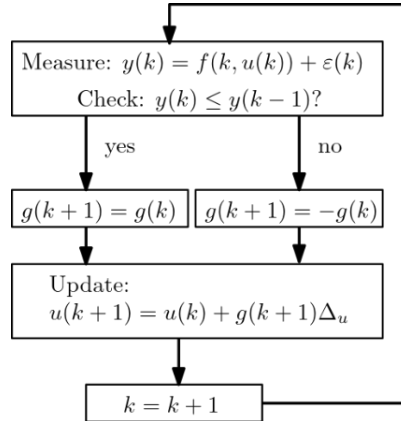 Measure: y(k) = f(k, u(k)) + ε(k)
Check: y(k) ≤ y(k − 1)?
yes
no
g(k + 1) = g(k)
g(k + 1) = −g(k)
Update:
u(k + 1) = u(k) + g(k + 1)Δᵤ
k = k + 1